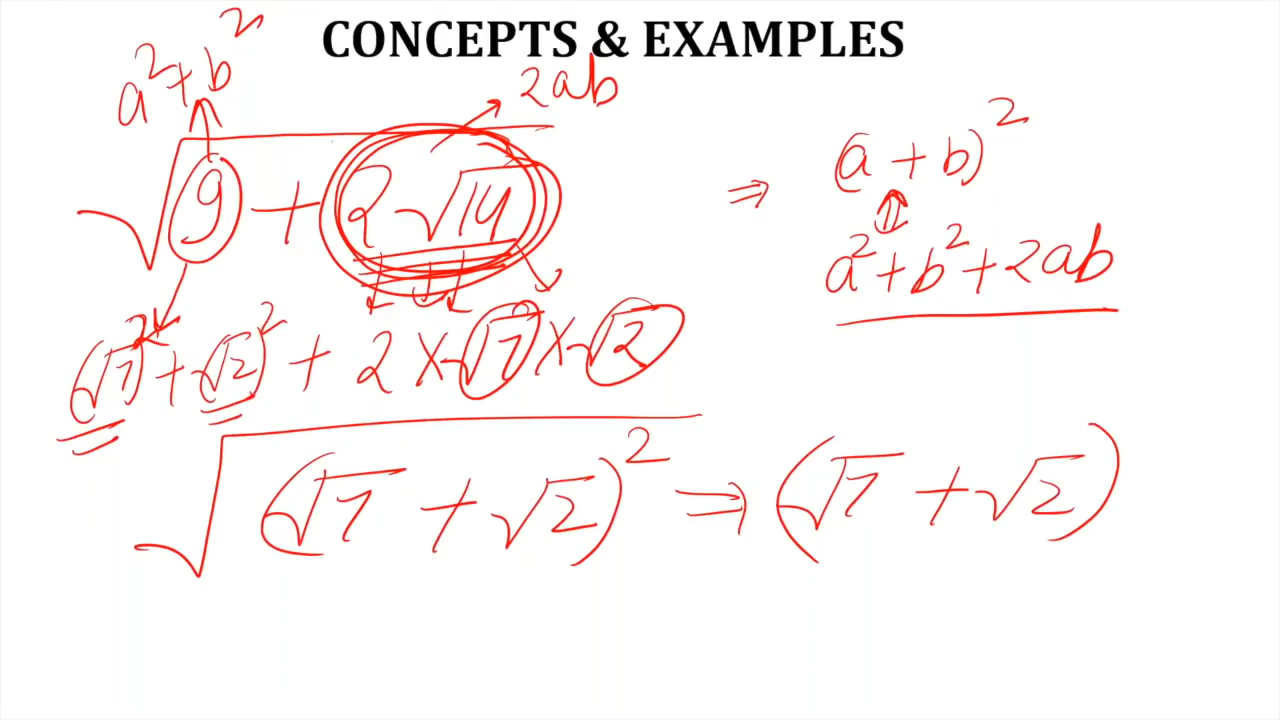 CONCEPTS & EXAMPLES
a² + b²
2ab
√(9 + 2√14)
⇒ (a + b)²
⇑
a² + b² + 2ab
(√7)² + (√2)² + 2 × √7 × √2
√((√7 + √2)²) ⇒ (√7 + √2)